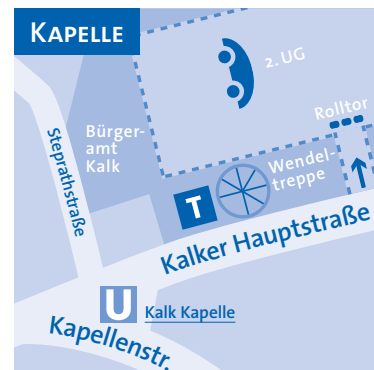 KAPELLE
2. UG
Rolltor
Bürger-
amt
Kalk
Wendel-
treppe
Steprathstraße
T
Kalker Hauptstraße
U
Kalk Kapelle
Kapellenstr.